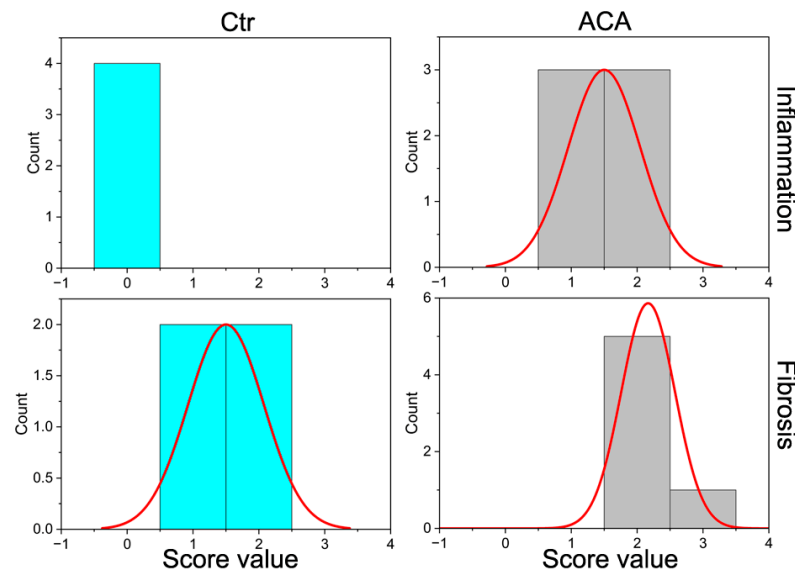 Ctr
ACA
4
3
2
1
0
Count
−1 0 1 2 3 4
3
2
1
0
Count
−1 0 1 2 3 4
Inflammation
2.0
1.5
1.0
0.5
0.0
Count
−1 0 1 2 3 4
Score value
6
4
2
0
Count
−1 0 1 2 3 4
Score value
Fibrosis